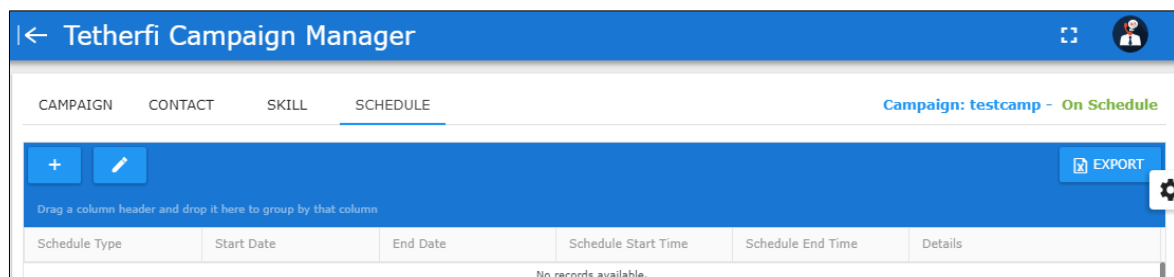 Tetherfi Campaign Manager
CAMPAIGN CONTACT SKILL SCHEDULE Campaign: testcamp - On Schedule
EXPORT
Drag a column header and drop it here to group by that column
Schedule Type Start Date End Date Schedule Start Time Schedule End Time Details
No records available.